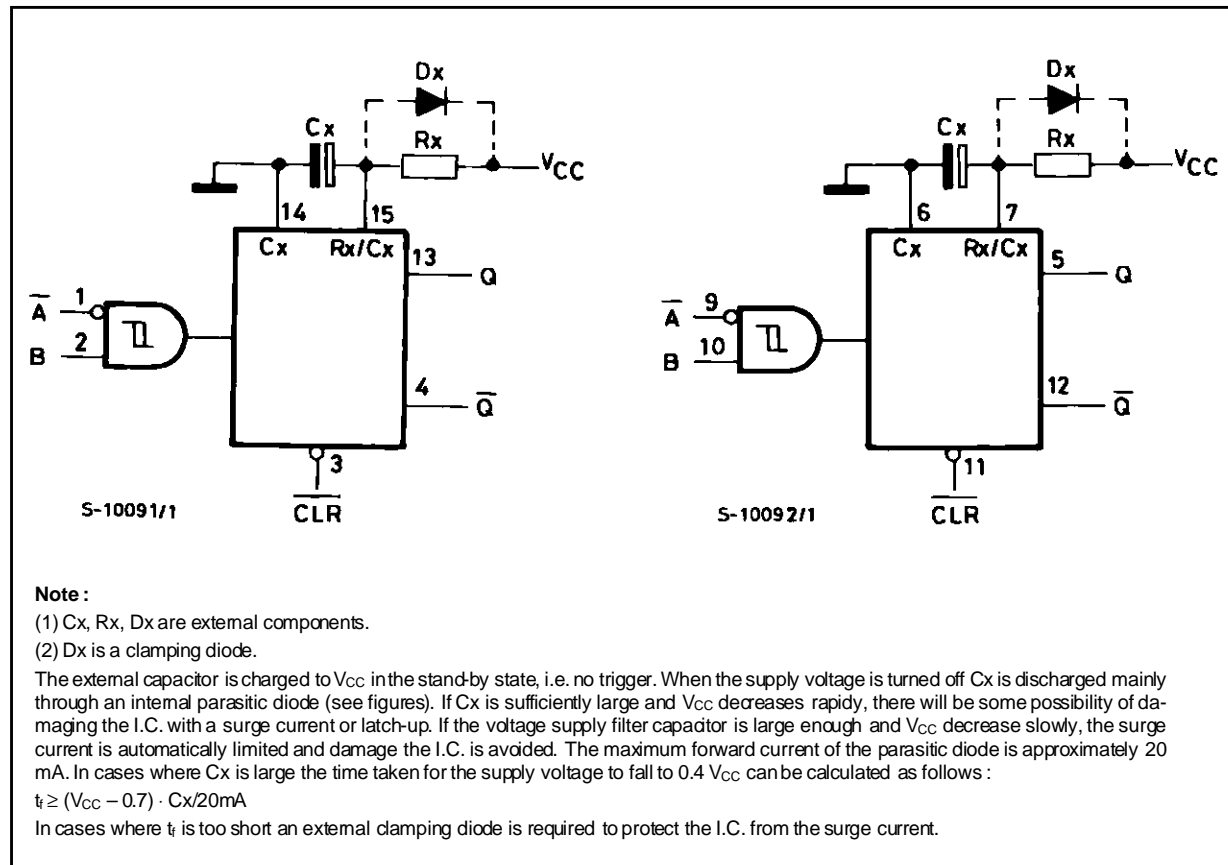 Dx
Cx
Rx
VCC
14
15
Cx
Rx/Cx
13
Q
A̅
1
2
B
4
Q̅
3
C̅L̅R̅
S-10091/1
Dx
Cx
Rx
VCC
6
7
Cx
Rx/Cx
5
Q
A̅
9
10
B
12
Q̅
11
C̅L̅R̅
S-10092/1
Note :
(1) Cx, Rx, Dx are external components.
(2) Dx is a clamping diode.
The external capacitor is charged to VCC in the stand-by state, i.e. no trigger. When the supply voltage is turned off Cx is discharged mainly
through an internal parasitic diode (see figures). If Cx is sufficiently large and VCC decreases rapidly, there will be some possibility of da-
maging the I.C. with a surge current or latch-up. If the voltage supply filter capacitor is large enough and VCC decrease slowly, the surge
current is automatically limited and damage the I.C. is avoided. The maximum forward current of the parasitic diode is approximately 20
mA. In cases where Cx is large the time taken for the supply voltage to fall to 0.4 VCC can be calculated as follows :
tf ≥ (VCC – 0.7) · Cx/20mA
In cases where tf is too short an external clamping diode is required to protect the I.C. from the surge current.